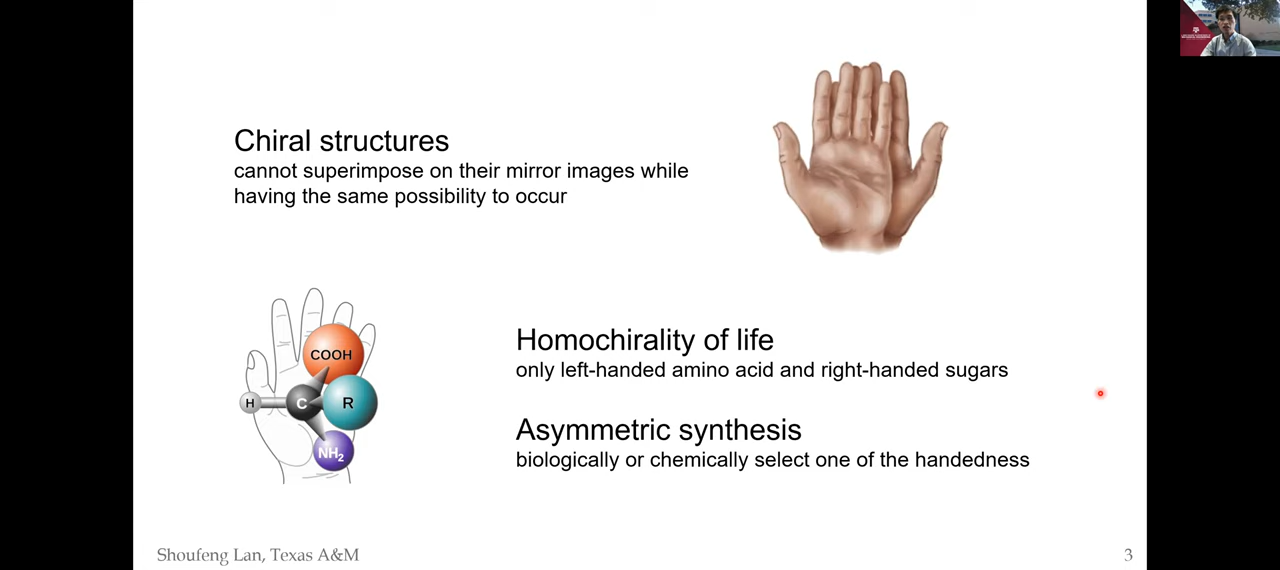 Chiral structures
cannot superimpose on their mirror images while
having the same possibility to occur
COOH
H
C
R
NH2
Homochirality of life
only left-handed amino acid and right-handed sugars
Asymmetric synthesis
biologically or chemically select one of the handedness
Shoufeng Lan, Texas A&M
3